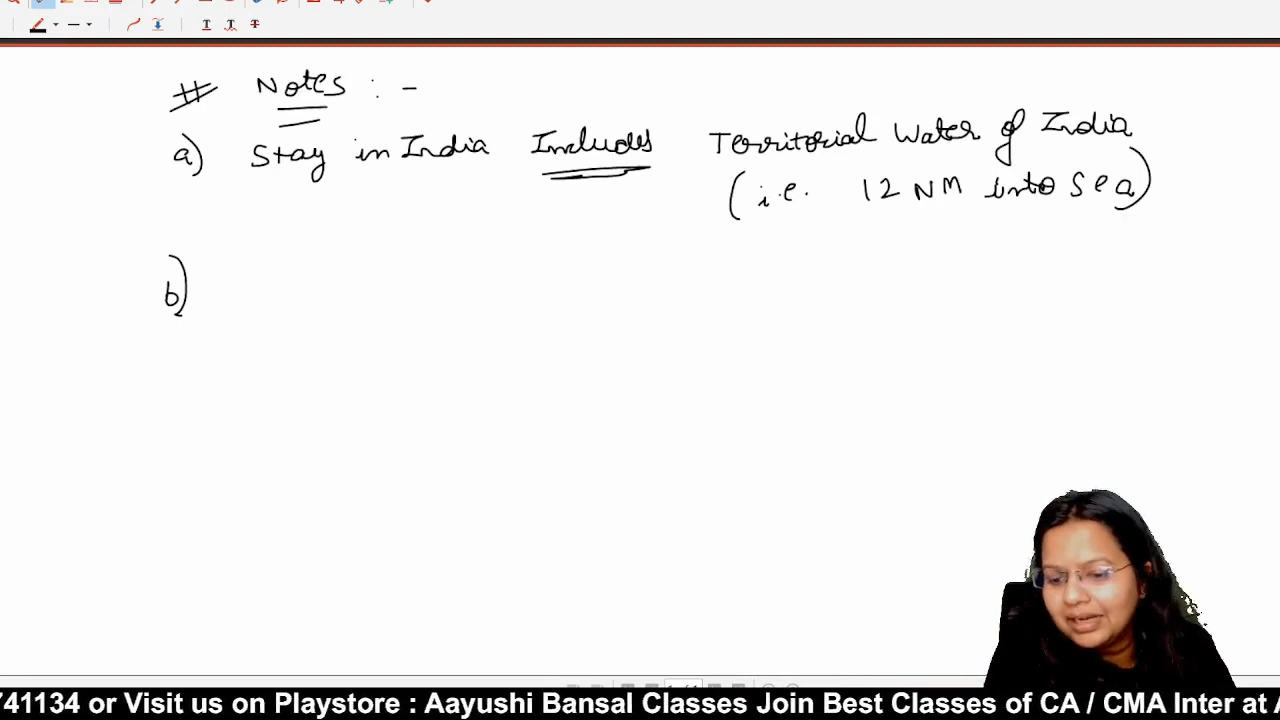 # Notes : -
a) Stay in India Includes Territorial Water of India
(i.e. 12 NM into Sea)
b)
741134 or Visit us on Playstore : Aayushi Bansal Classes Join Best Classes of CA / CMA Inter at A